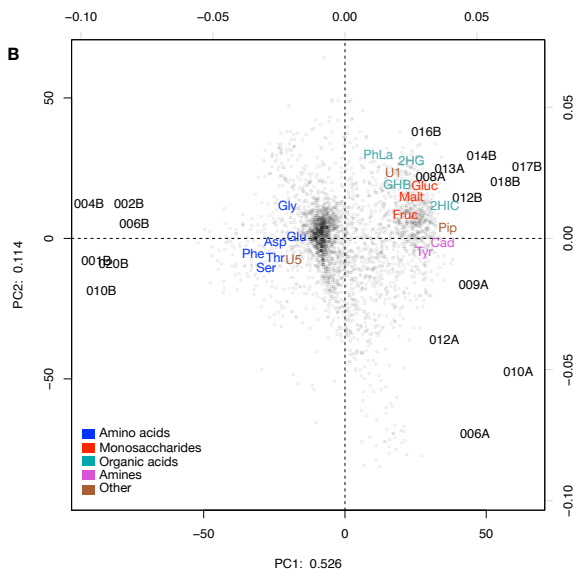 −0.10 −0.05 0.00 0.05
B
016B
PhLa 2HG 014B
U1 013A 017B
008A
GHB Gluc 018B
Malt 012B
004B 002B Gly 2HIC
Fruc
006B Pip
Glu
Asp Cad
Phe Tyr
Thr U5
001B 020B Ser
009A
010B
012A
010A
006A
50
0
−50
PC2: 0.114
0.05
0.00
−0.05
−0.10
Amino acids
Monosaccharides
Organic acids
Amines
Other
−50 0 50
PC1: 0.526